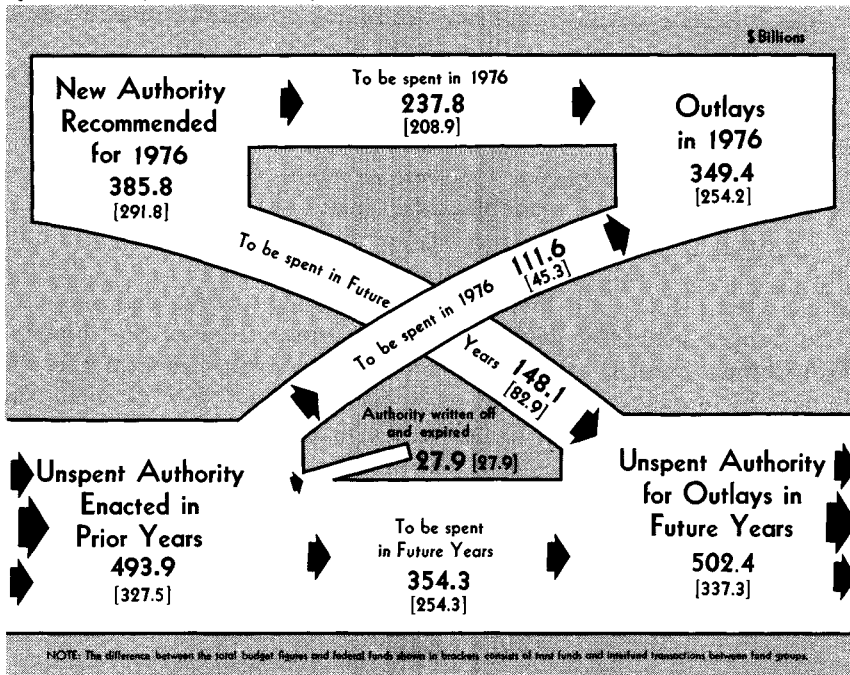 $ Billions
New Authority
Recommended
for 1976
385.8
[291.8]
To be spent in 1976
237.8
[208.9]
Outlays
in 1976
349.4
[254.2]
To be spent in Future
Years 148.1
[82.9]
To be spent in 1976 111.6
[45.3]
Authority written off
and expired
27.9 [27.9]
Unspent Authority
Enacted in
Prior Years
493.9
[327.5]
To be spent
in Future Years
354.3
[254.3]
Unspent Authority
for Outlays in
Future Years
502.4
[337.3]
NOTE: The difference between the total budget figures and federal funds shown in brackets consists of trust funds and interfund transactions between fund groups.